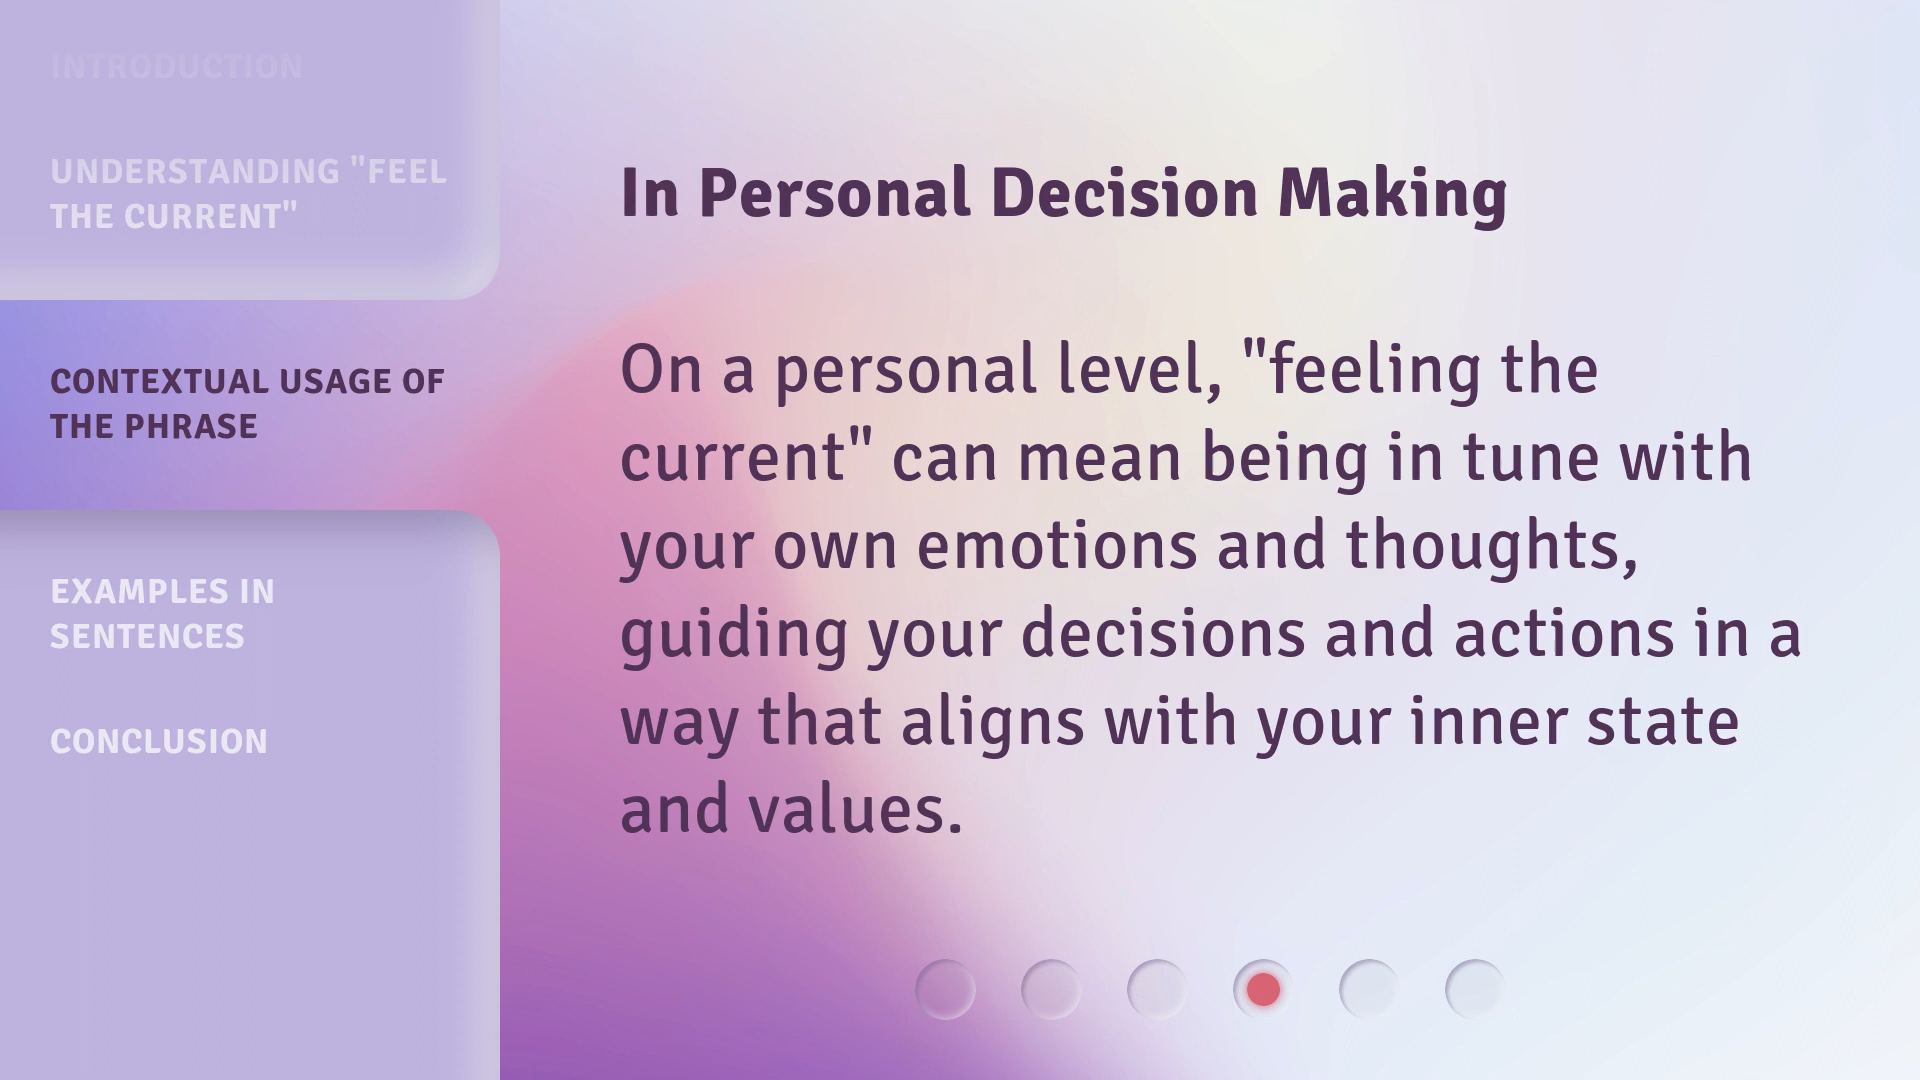 INTRODUCTION
UNDERSTANDING "FEEL
THE CURRENT"
CONTEXTUAL USAGE OF
THE PHRASE
EXAMPLES IN
SENTENCES
CONCLUSION
In Personal Decision Making
On a personal level, "feeling the
current" can mean being in tune with
your own emotions and thoughts,
guiding your decisions and actions in a
way that aligns with your inner state
and values.